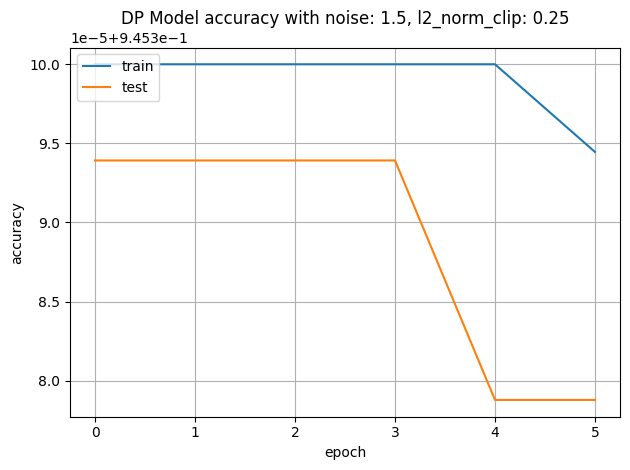 DP Model accuracy with noise: 1.5, l2_norm_clip: 0.25
1e−5+9.453e−1
10.0
9.5
9.0
8.5
8.0
accuracy
train
test
0 1 2 3 4 5
epoch